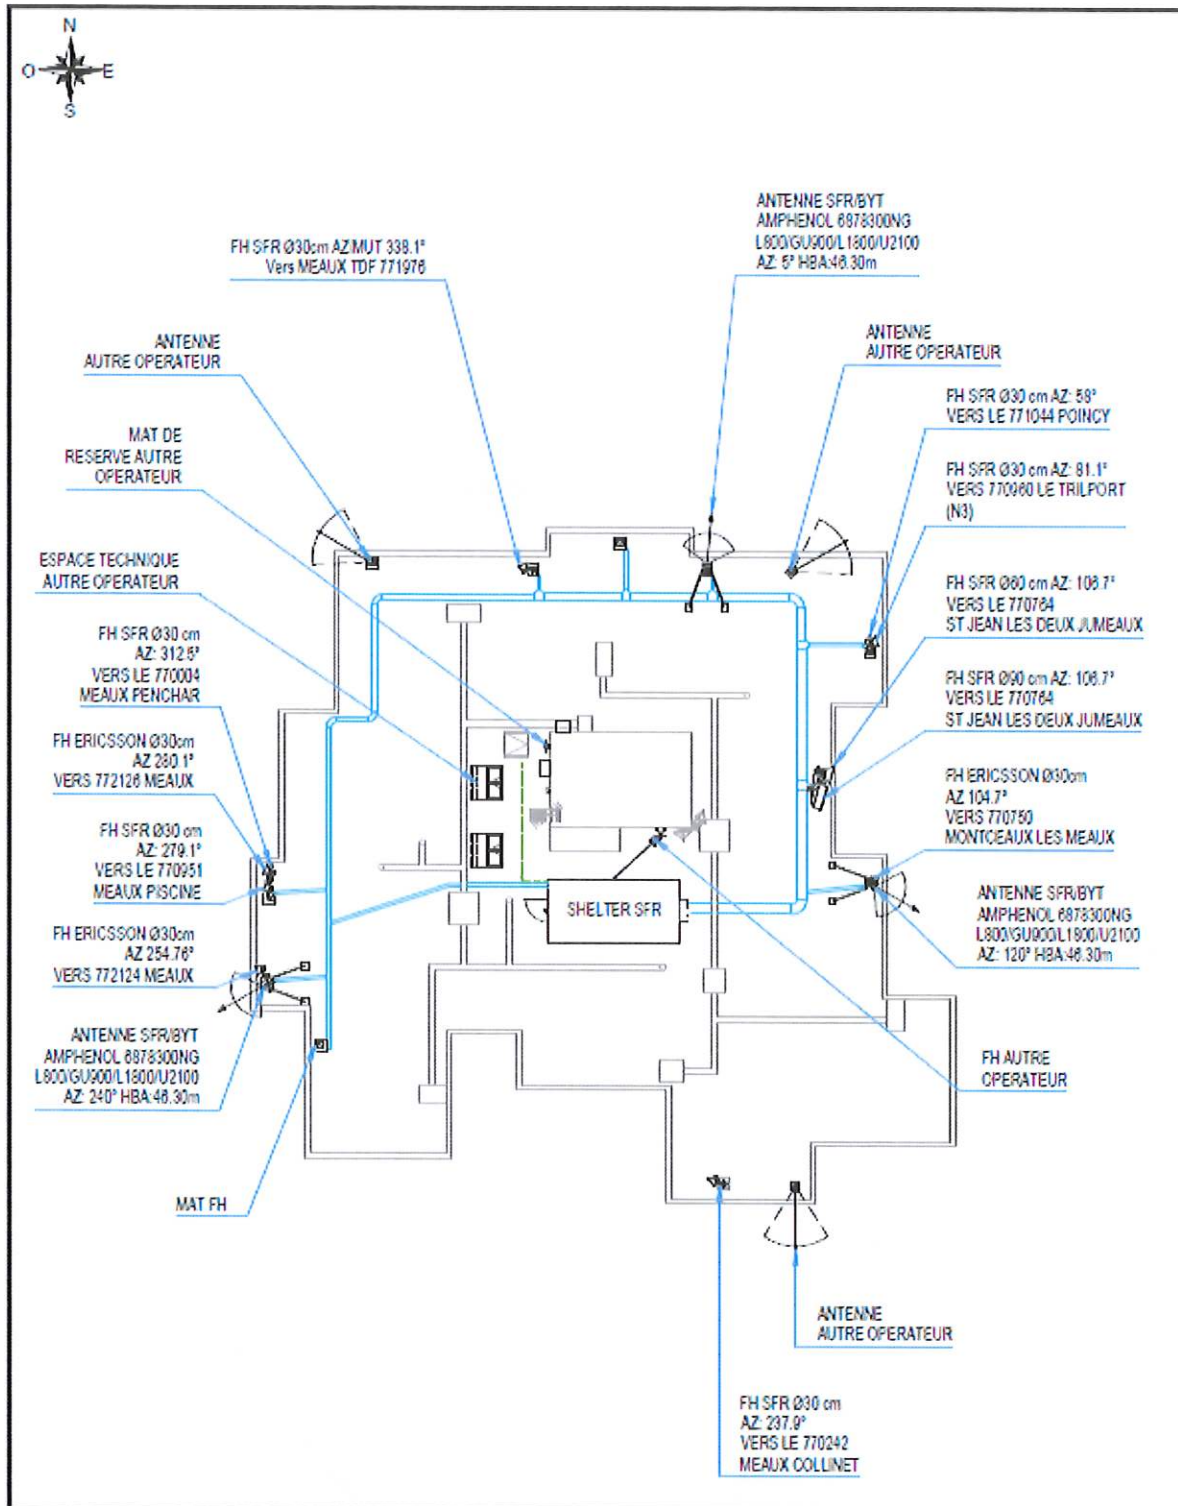 N
O
E
S
ANTENNE SFR/BYT
AMPHENOL 6878300NG
L800/GU900/L1800/U2100
AZ: 5° HBA:46.30m
FH SFR Ø30cm AZIMUT 338.1°
Vers MEAUX TDF 771976
ANTENNE
AUTRE OPERATEUR
ANTENNE
AUTRE OPERATEUR
FH SFR Ø30 cm AZ: 58°
VERS LE 771044 POINCY
MAT DE
RESERVE AUTRE
OPERATEUR
FH SFR Ø30 cm AZ: 81.1°
VERS 770960 LE TRILPORT
(N3)
ESPACE TECHNIQUE
AUTRE OPERATEUR
FH SFR Ø60 cm AZ: 106.7°
VERS LE 770764
ST JEAN LES DEUX JUMEAUX
FH SFR Ø30 cm
AZ: 312.5°
VERS LE 770004
MEAUX PENCHAR
FH SFR Ø90 cm AZ: 106.7°
VERS LE 770764
ST JEAN LES DEUX JUMEAUX
FH ERICSSON Ø30cm
AZ 280.1°
VERS 772126 MEAUX
FH ERICSSON Ø30cm
AZ 104.7°
VERS 770750
MONTCEAUX LES MEAUX
FH SFR Ø30 cm
AZ: 279.1°
VERS LE 770951
MEAUX PISCINE
SHELTER SFR
ANTENNE SFR/BYT
AMPHENOL 6878300NG
L800/GU900/L1800/U2100
AZ: 120° HBA:46.30m
FH ERICSSON Ø30cm
AZ 254.76°
VERS 772124 MEAUX
ANTENNE SFR/BYT
AMPHENOL 6878300NG
L800/GU900/L1800/U2100
AZ: 240° HBA:46.30m
FH AUTRE
OPERATEUR
MAT FH
ANTENNE
AUTRE OPERATEUR
FH SFR Ø30 cm
AZ: 237.9°
VERS LE 770242
MEAUX COLLINET